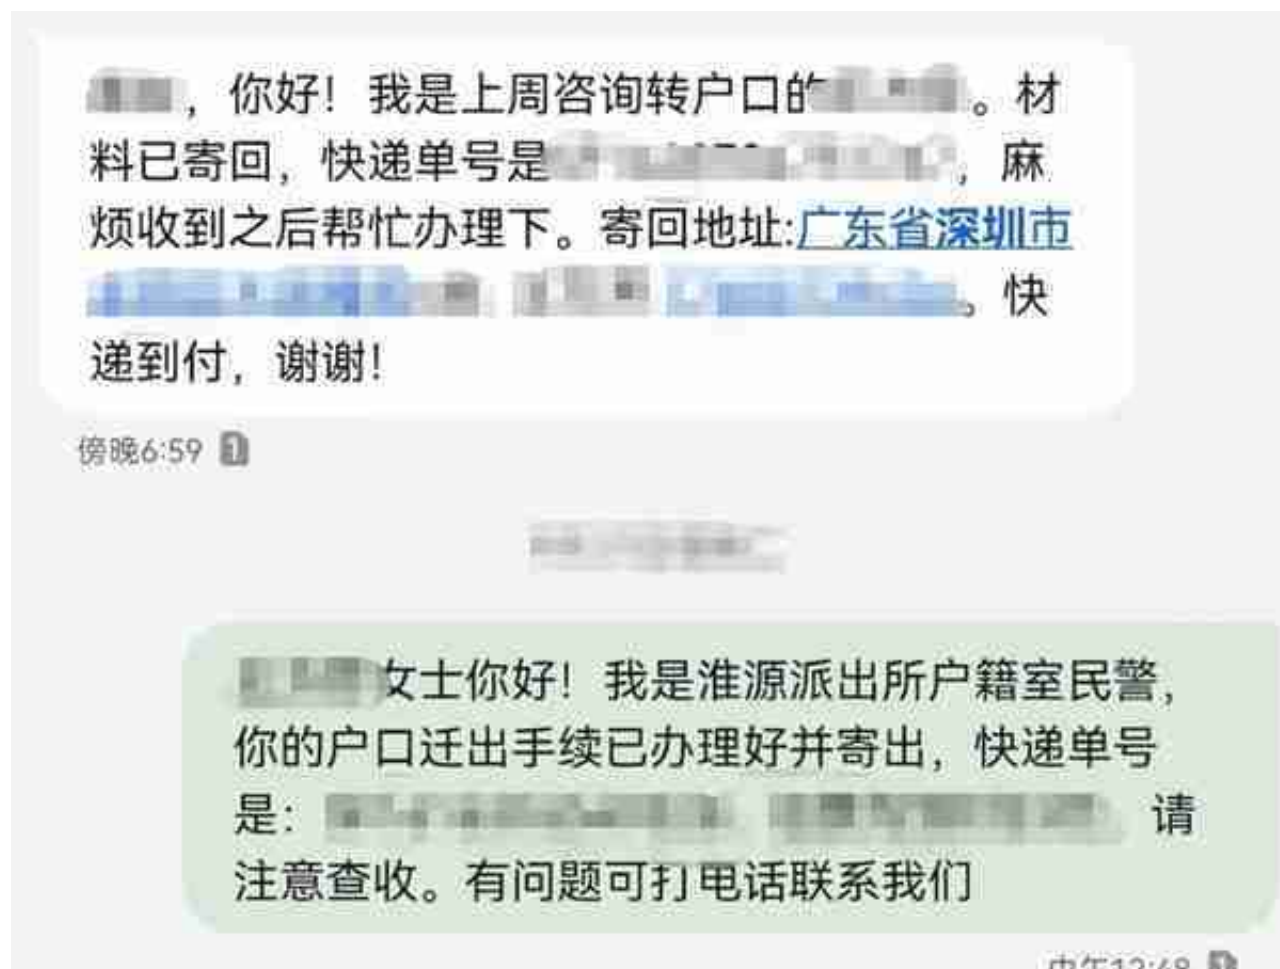 ，你好！我是上周咨询转户口的。材
料已寄回，快递单号是，麻
烦收到之后帮忙办理下。寄回地址:广东省深圳市
。快
递到付，谢谢！
傍晚6:59 1
女士你好！我是淮源派出所户籍室民警，
你的户口迁出手续已办理好并寄出，快递单号
是：请
注意查收。有问题可打电话联系我们